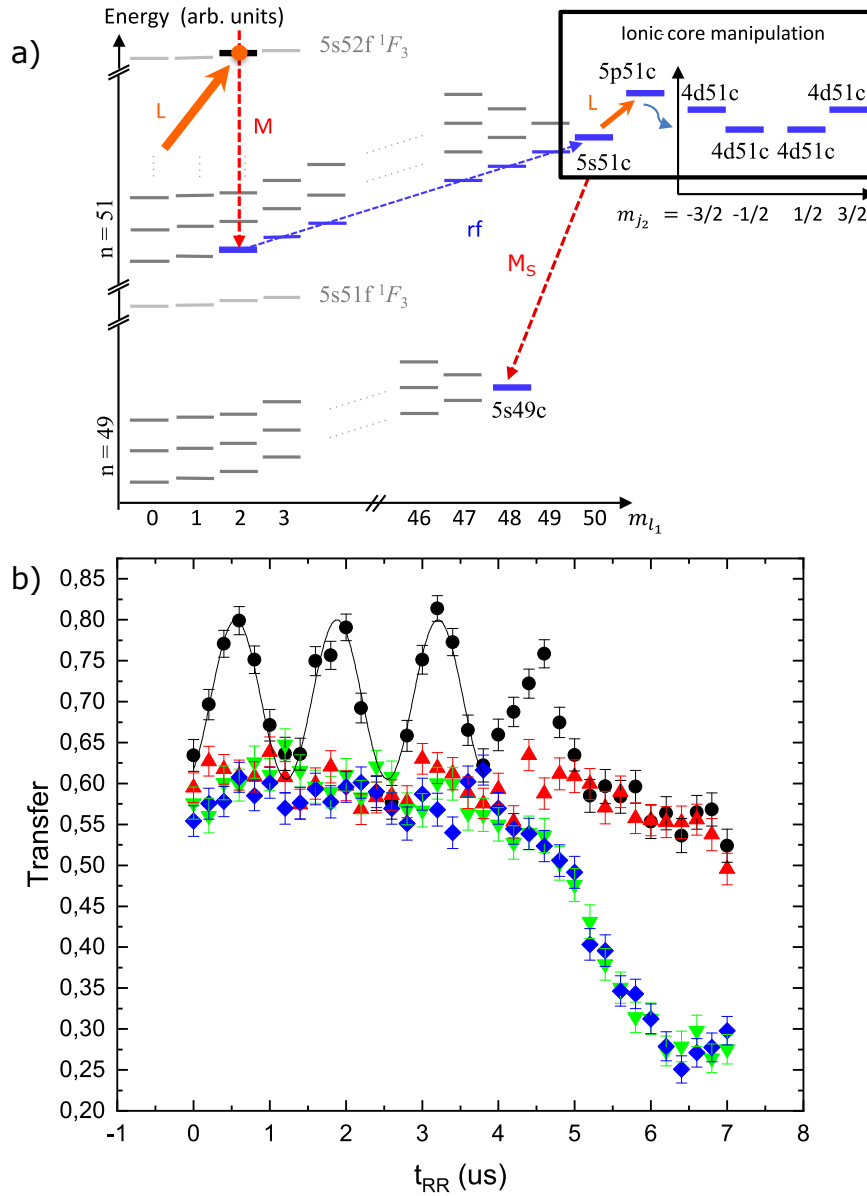 a)
Energy (arb. units)
5s52f ¹F₃
Ionic core manipulation
5p51c
L
4d51c
4d51c
L
M
5s51c
4d51c
4d51c
m_{j₂} = -3/2 -1/2 1/2 3/2
n = 51
rf
M_S
5s51f ¹F₃
5s49c
n = 49
0 1 2 3 46 47 48 49 50 m_{l₁}
b)
0,85
0,80
0,75
0,70
0,65
0,60
0,55
0,50
0,45
0,40
0,35
0,30
0,25
0,20
Transfer
-1 0 1 2 3 4 5 6 7 8
t_{RR} (us)